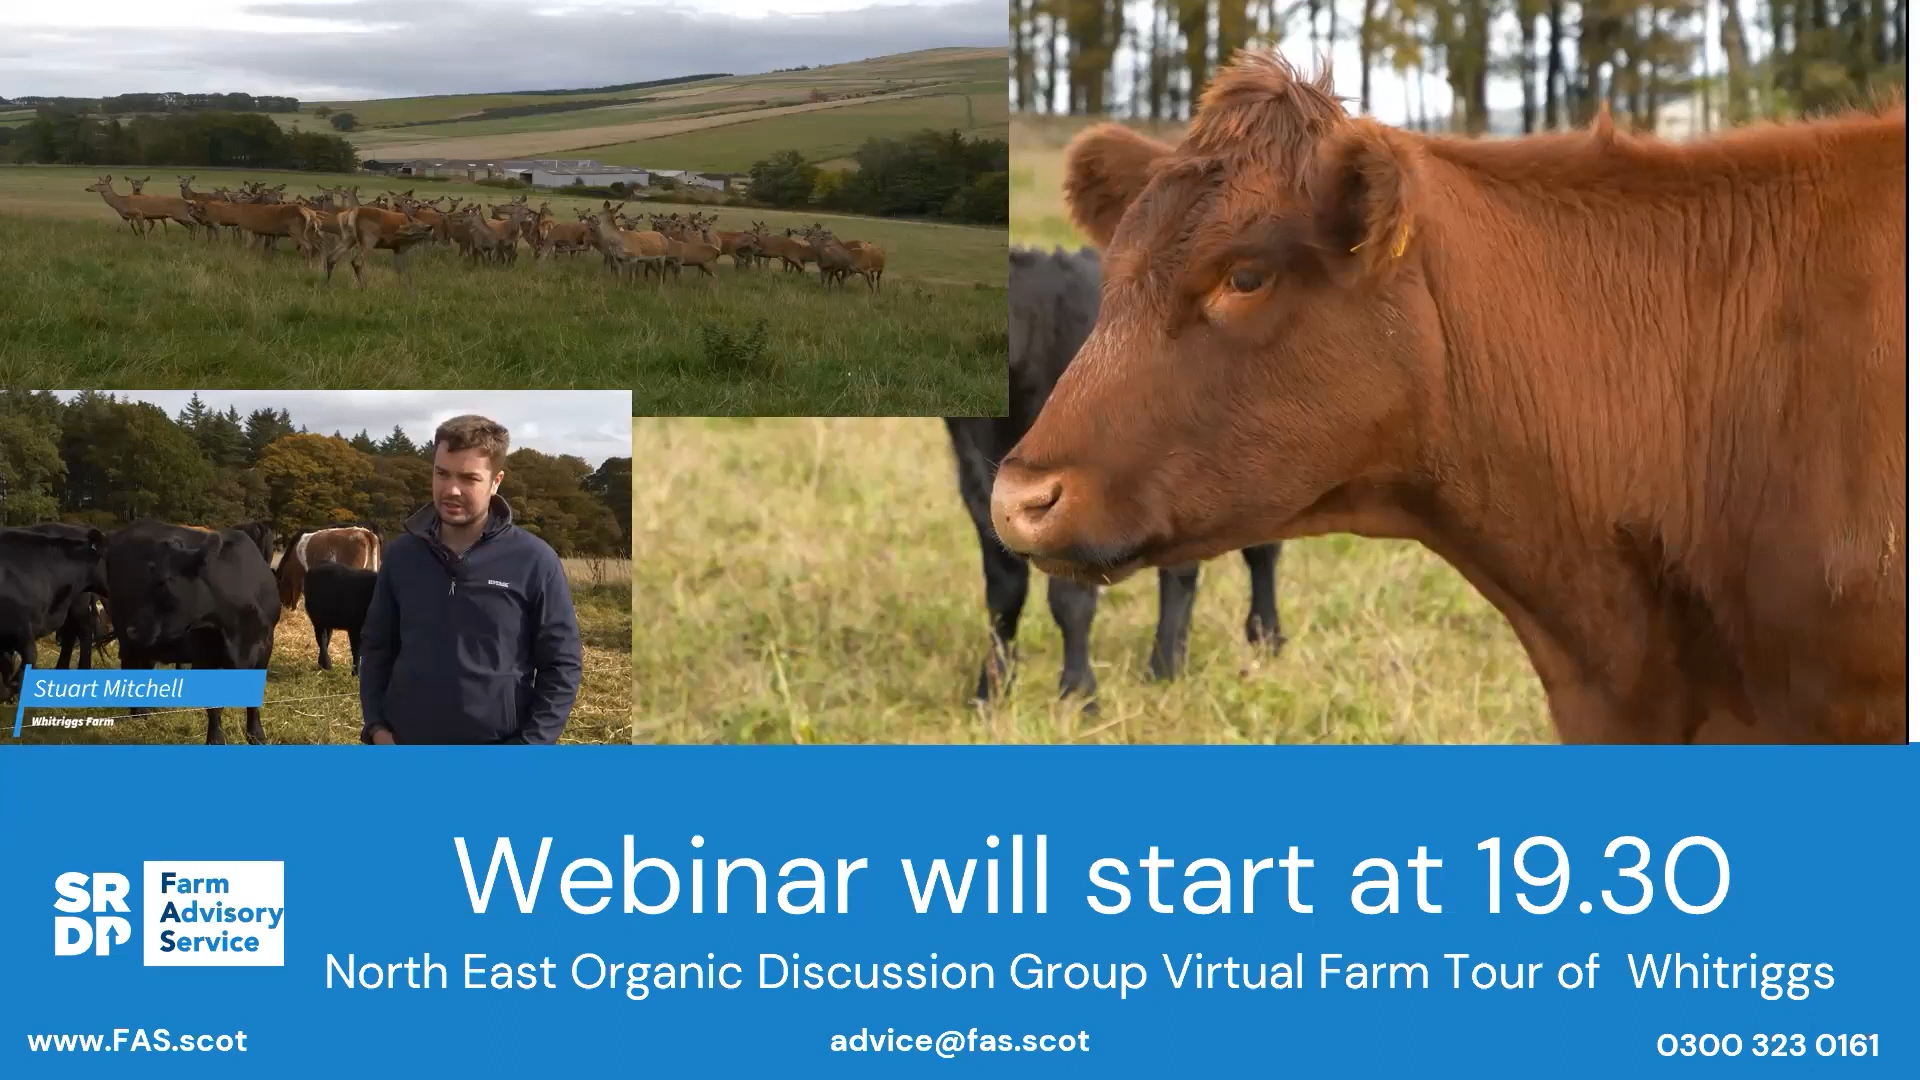 Stuart Mitchell
Whitriggs Farm
SR
DP
Farm
Advisory
Service
Webinar will start at 19.30
North East Organic Discussion Group Virtual Farm Tour of Whitriggs
www.FAS.scot
advice@fas.scot
0300 323 0161